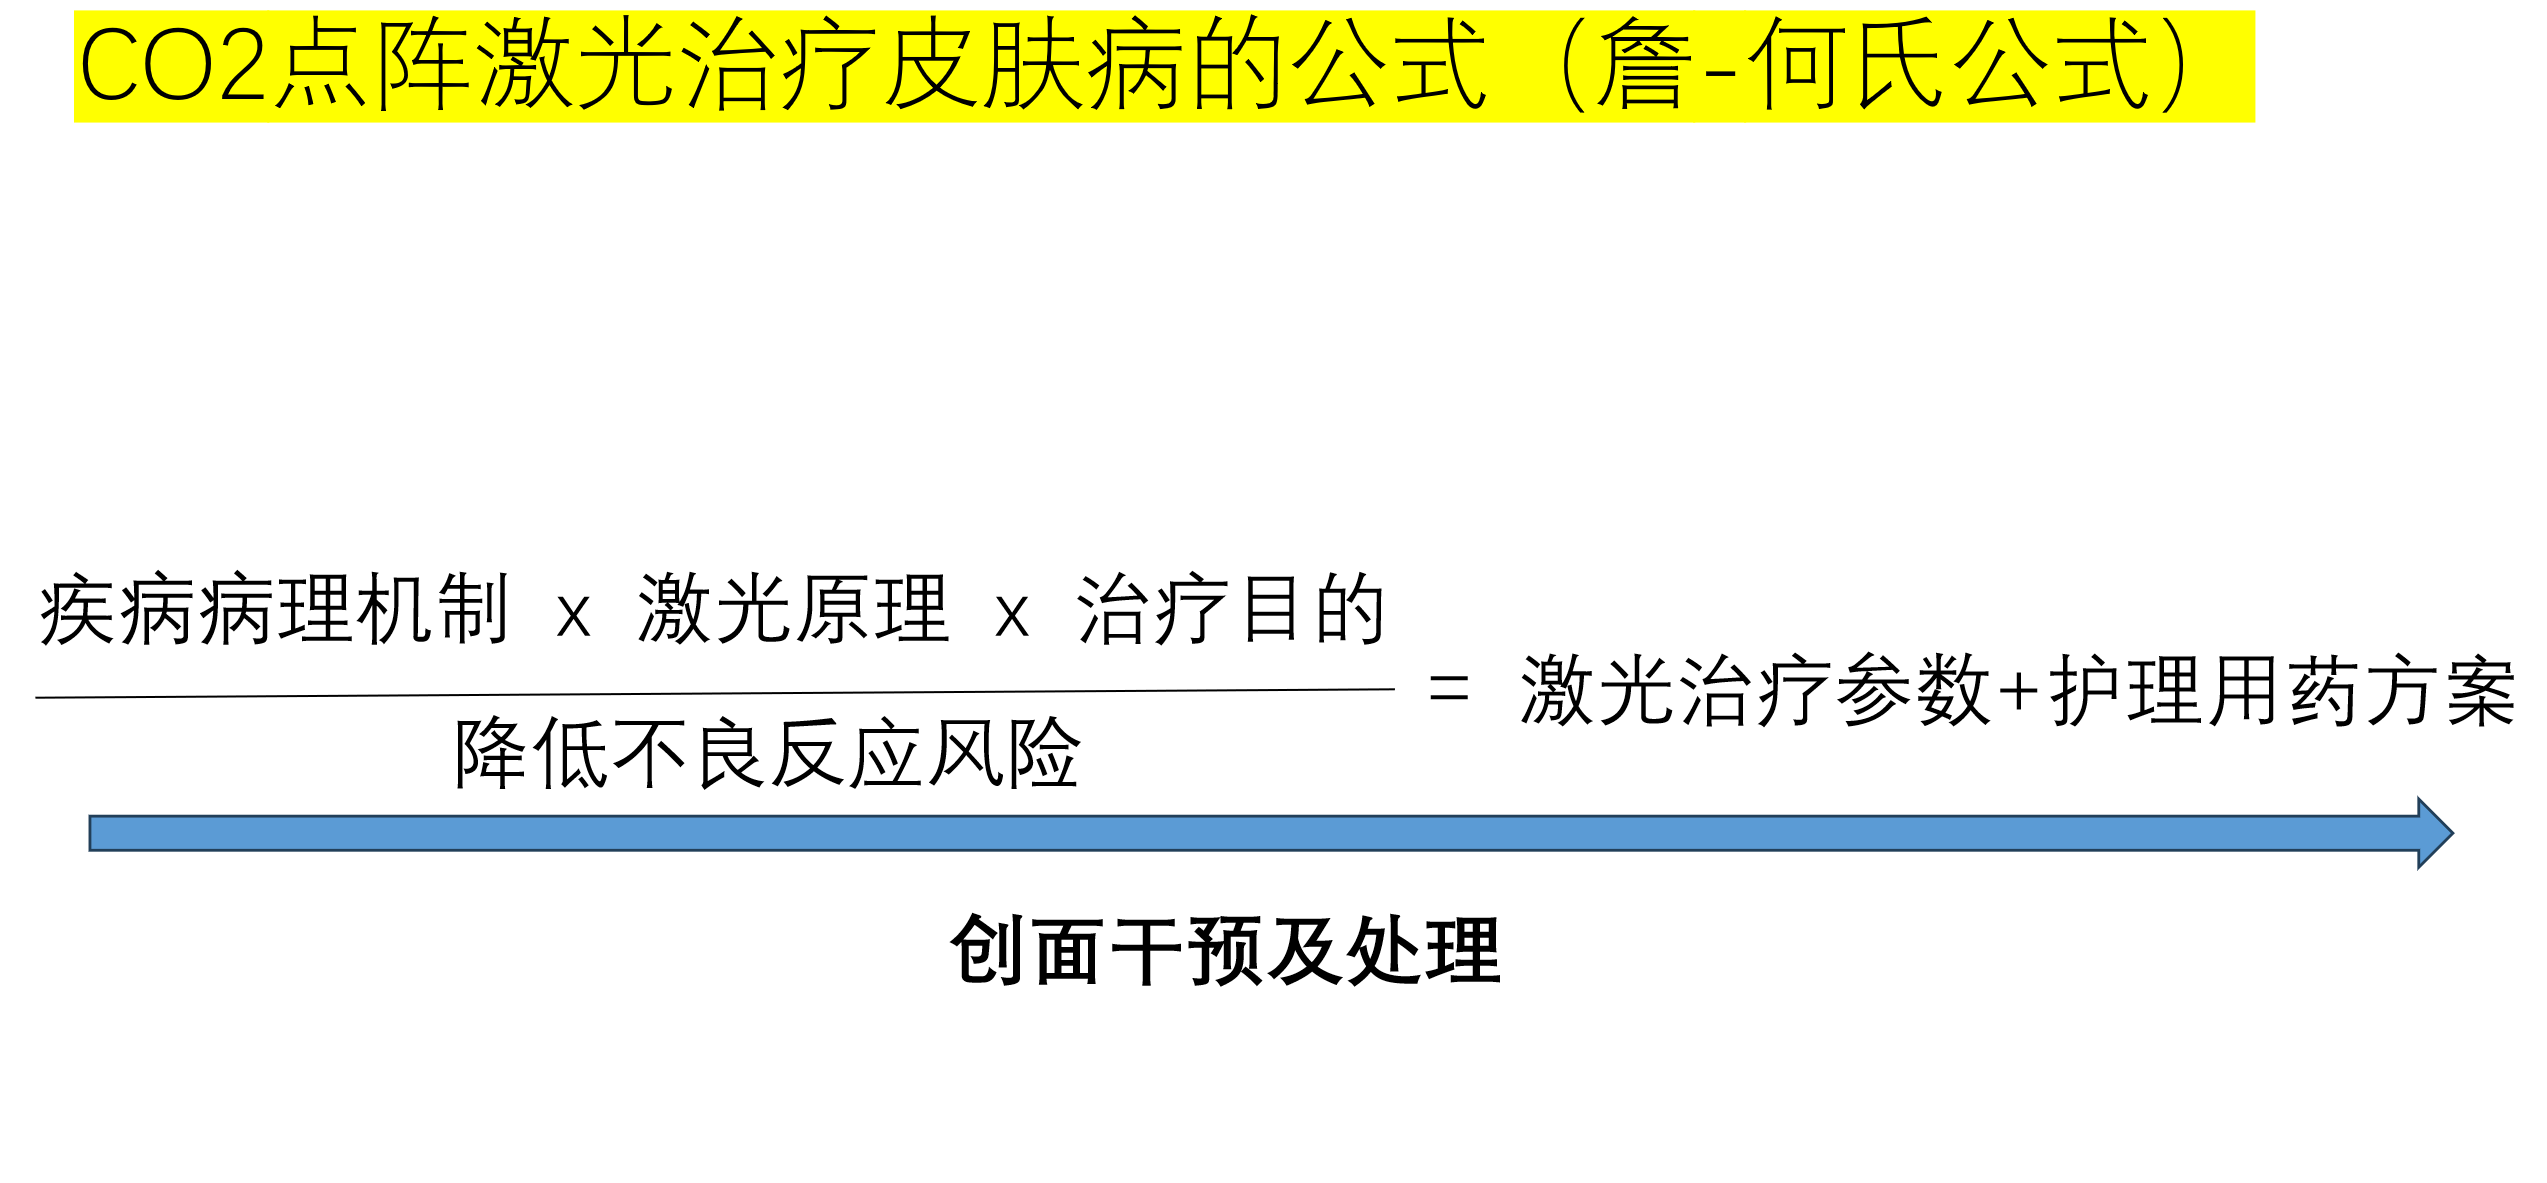 CO2点阵激光治疗皮肤病的公式（詹-何氏公式）
疾病病理机制 x 激光原理 x 治疗目的
= 激光治疗参数+护理用药方案
降低不良反应风险
创面干预及处理